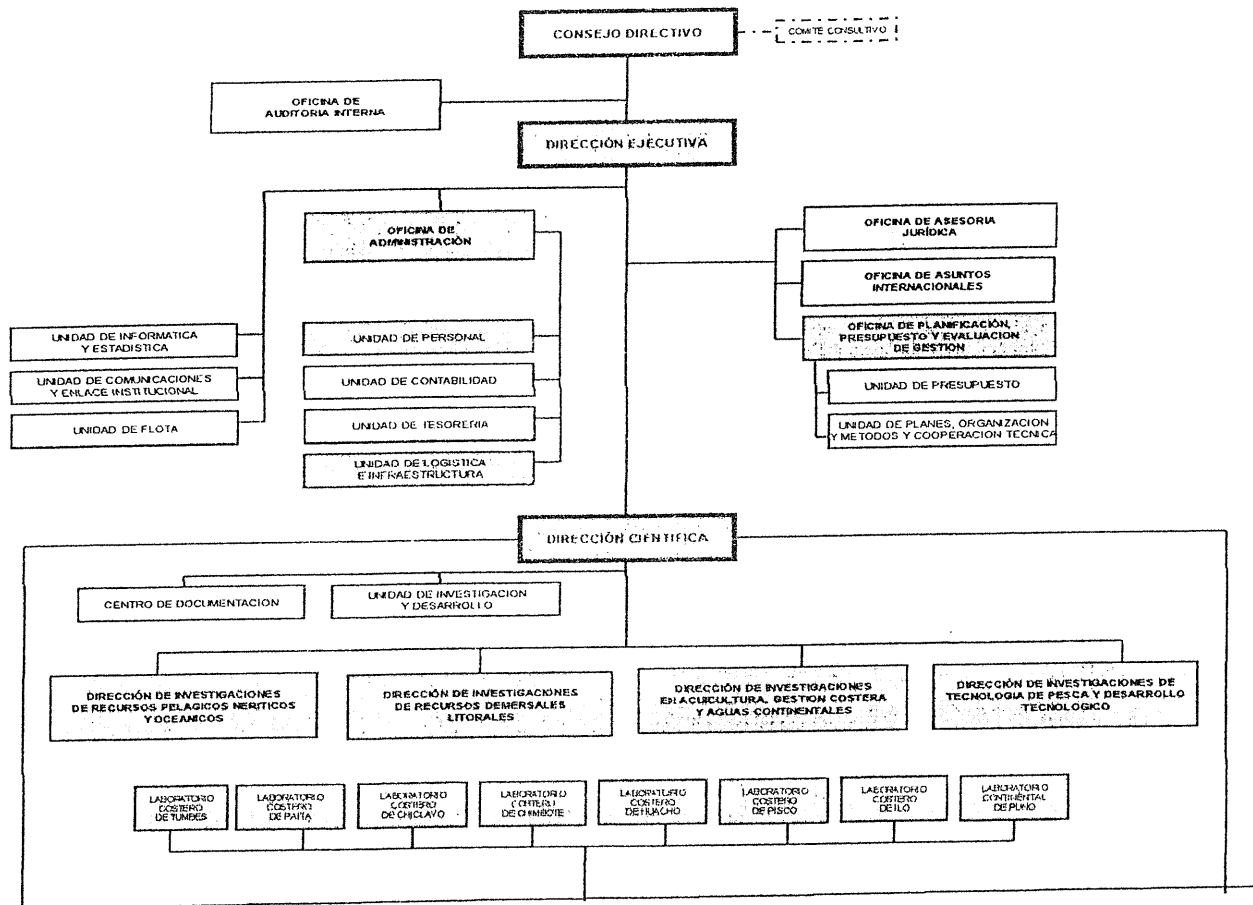 CONSEJO DIRECTIVO
COMITÉ CONSULTIVO
OFICINA DE
AUDITORIA INTERNA
DIRECCIÓN EJECUTIVA
OFICINA DE
ADMINISTRACIÓN
OFICINA DE ASESORIA
JURÍDICA
OFICINA DE ASUNTOS
INTERNACIONALES
OFICINA DE PLANIFICACIÓN,
PRESUPUESTO Y EVALUACION
DE GESTION
UNIDAD DE PRESUPUESTO
UNIDAD DE PLANES, ORGANIZACION
Y METODOS Y COOPERACION TECNICA
UNIDAD DE INFORMATICA
Y ESTADISTICA
UNIDAD DE COMUNICACIONES
Y ENLACE INSTITUCIONAL
UNIDAD DE FLOTA
UNIDAD DE PERSONAL
UNIDAD DE CONTABILIDAD
UNIDAD DE TESORERIA
UNIDAD DE LOGISTICA
E INFRAESTRUCTURA
DIRECCIÓN CIENTIFICA
CENTRO DE DOCUMENTACION
UNIDAD DE INVESTIGACION
Y DESARROLLO
DIRECCIÓN DE INVESTIGACIONES
DE RECURSOS PELAGICOS NERITICOS
Y OCEANICOS
DIRECCIÓN DE INVESTIGACIONES
DE RECURSOS DEMERSALES
LITORALES
DIRECCIÓN DE INVESTIGACIONES
EN ACUICULTURA, GESTION COSTERA
Y AGUAS CONTINENTALES
DIRECCIÓN DE INVESTIGACIONES DE
TECNOLOGIA DE PESCA Y DESARROLLO
TECNOLOGICO
LABORATORIO
COSTERO
DE TUMBES
LABORATORIO
COSTERO
DE PAITA
LABORATORIO
COSTERO
DE CHICLAYO
LABORATORIO
COSTERO
DE CHIMBOTE
LABORATORIO
COSTERO
DE HUACHO
LABORATORIO
COSTERO
DE PISCO
LABORATORIO
COSTERO
DE ILO
LABORATORIO
CONTINENTAL
DE PUNO